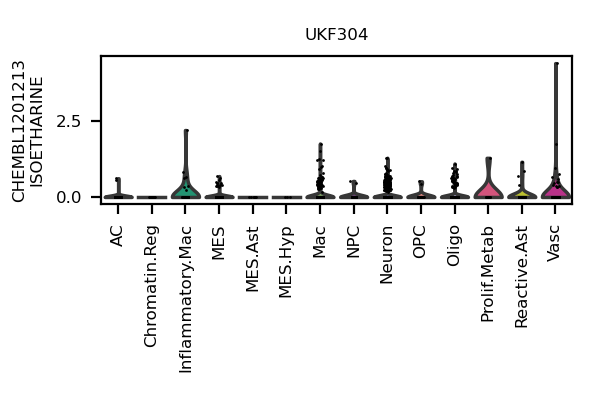 UKF304
CHEMBL1201213
ISOETHARINE
2.5
0.0
AC
Chromatin.Reg
Inflammatory.Mac
MES
MES.Ast
MES.Hyp
Mac
NPC
Neuron
OPC
Oligo
Prolif.Metab
Reactive.Ast
Vasc